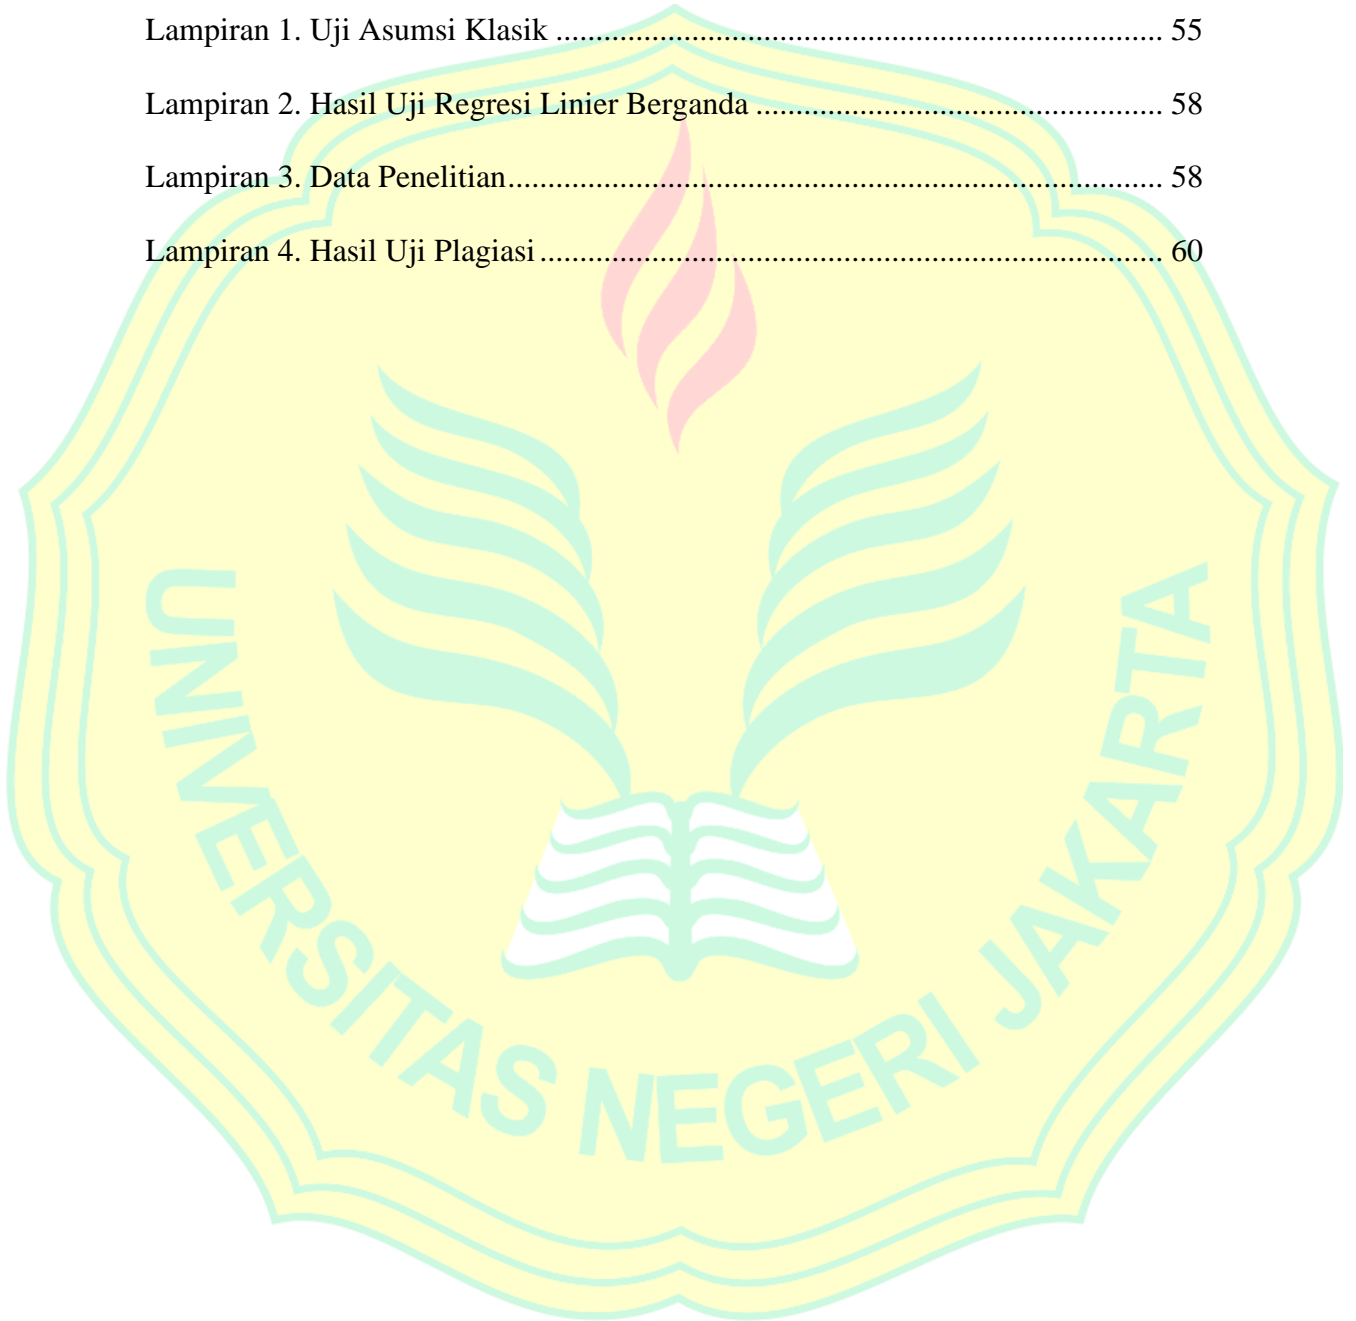 Lampiran 1. Uji Asumsi Klasik ........................................................................... 55
Lampiran 2. Hasil Uji Regresi Linier Berganda .................................................. 58
Lampiran 3. Data Penelitian................................................................................. 58
Lampiran 4. Hasil Uji Plagiasi ............................................................................. 60
UNIVERSITAS NEGERI JAKARTA